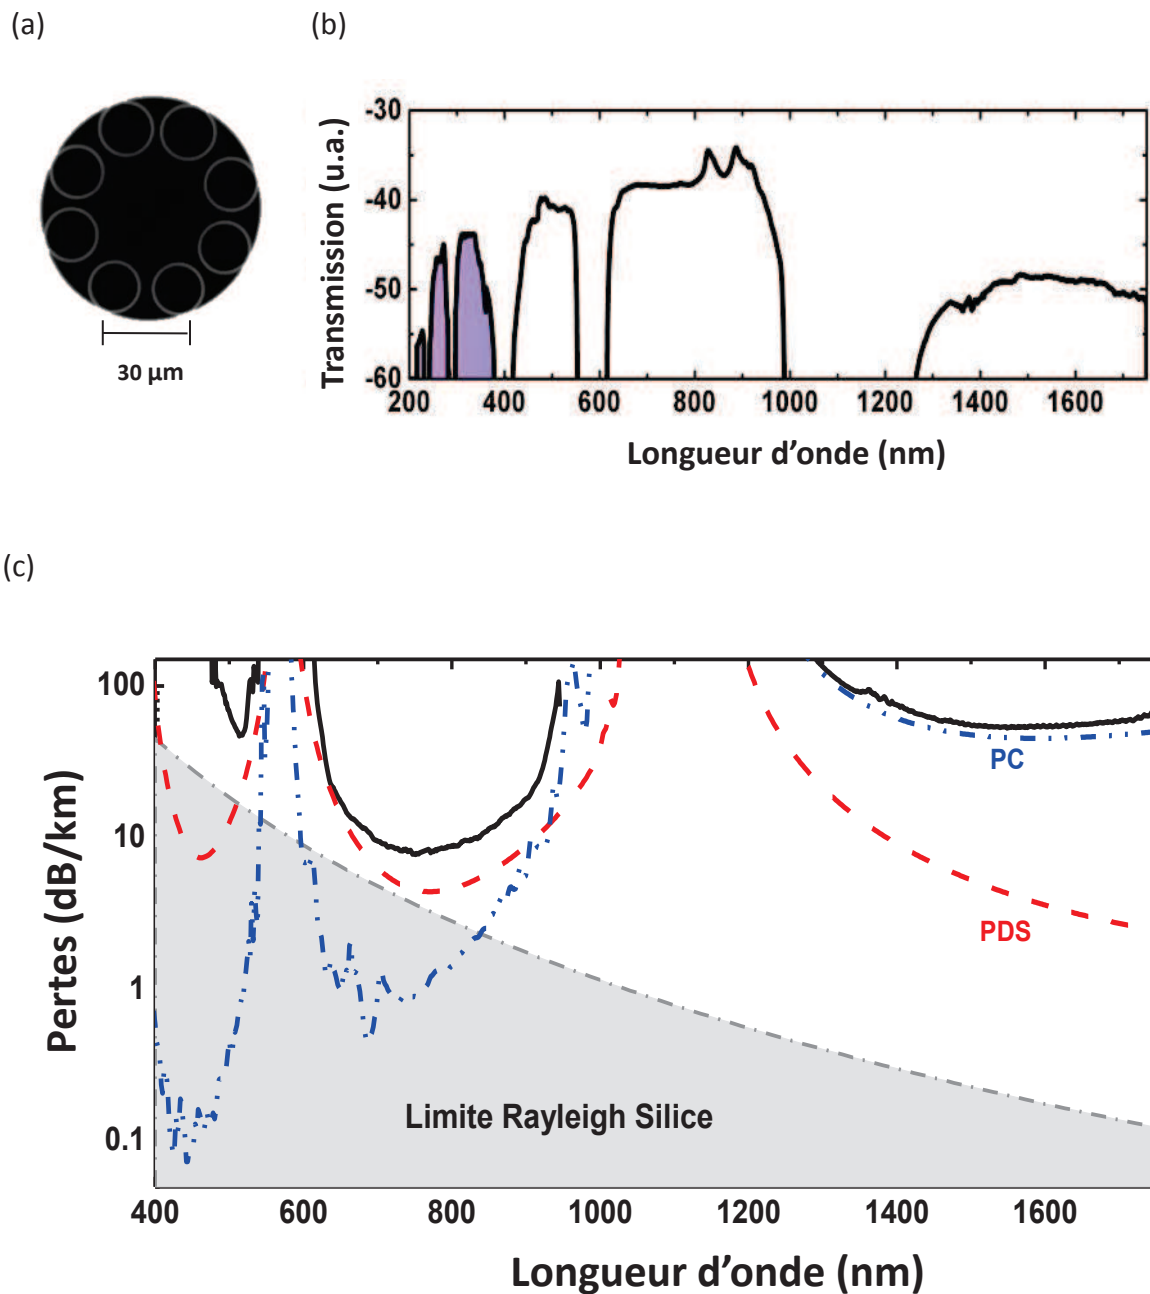 (a)
(b)
30 µm
Transmission (u.a.)
-30
-40
-50
-60
200 400 600 800 1000 1200 1400 1600
Longueur d'onde (nm)
(c)
Pertes (dB/km)
100
10
1
0.1
PC
PDS
Limite Rayleigh Silice
400 600 800 1000 1200 1400 1600
Longueur d'onde (nm)